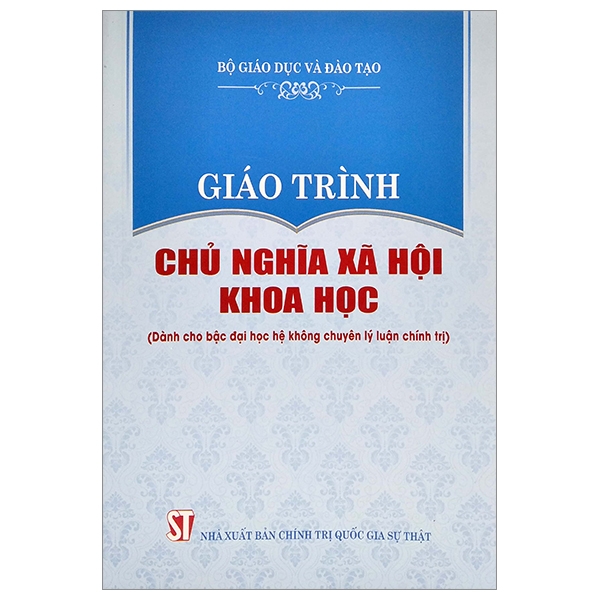 BỘ GIÁO DỤC VÀ ĐÀO TẠO
GIÁO TRÌNH
CHỦ NGHĨA XÃ HỘI
KHOA HỌC
(Dành cho bậc đại học hệ không chuyên lý luận chính trị)
ST
NHÀ XUẤT BẢN CHÍNH TRỊ QUỐC GIA SỰ THẬT